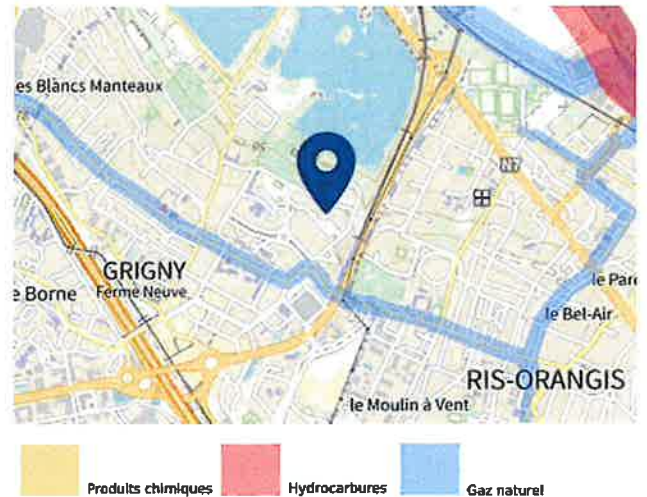 es Blancs Manteaux
N7
GRIGNY
Ferme Neuve
e Borne
le Parc
le Bel-Air
RIS-ORANGIS
le Moulin à Vent
Produits chimiques
Hydrocarbures
Gaz naturel